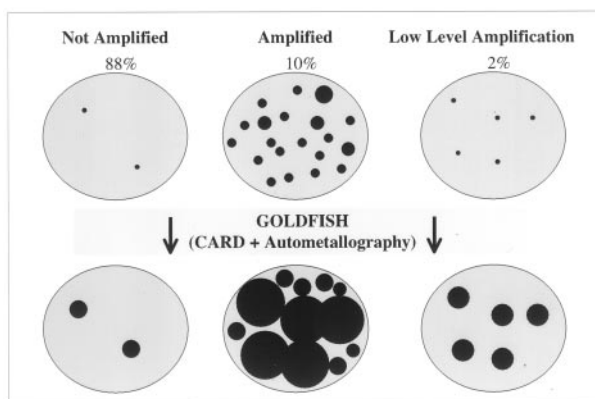 Not Amplified
88%
Amplified
10%
Low Level Amplification
2%
GOLDFISH
(CARD + Autometallography)